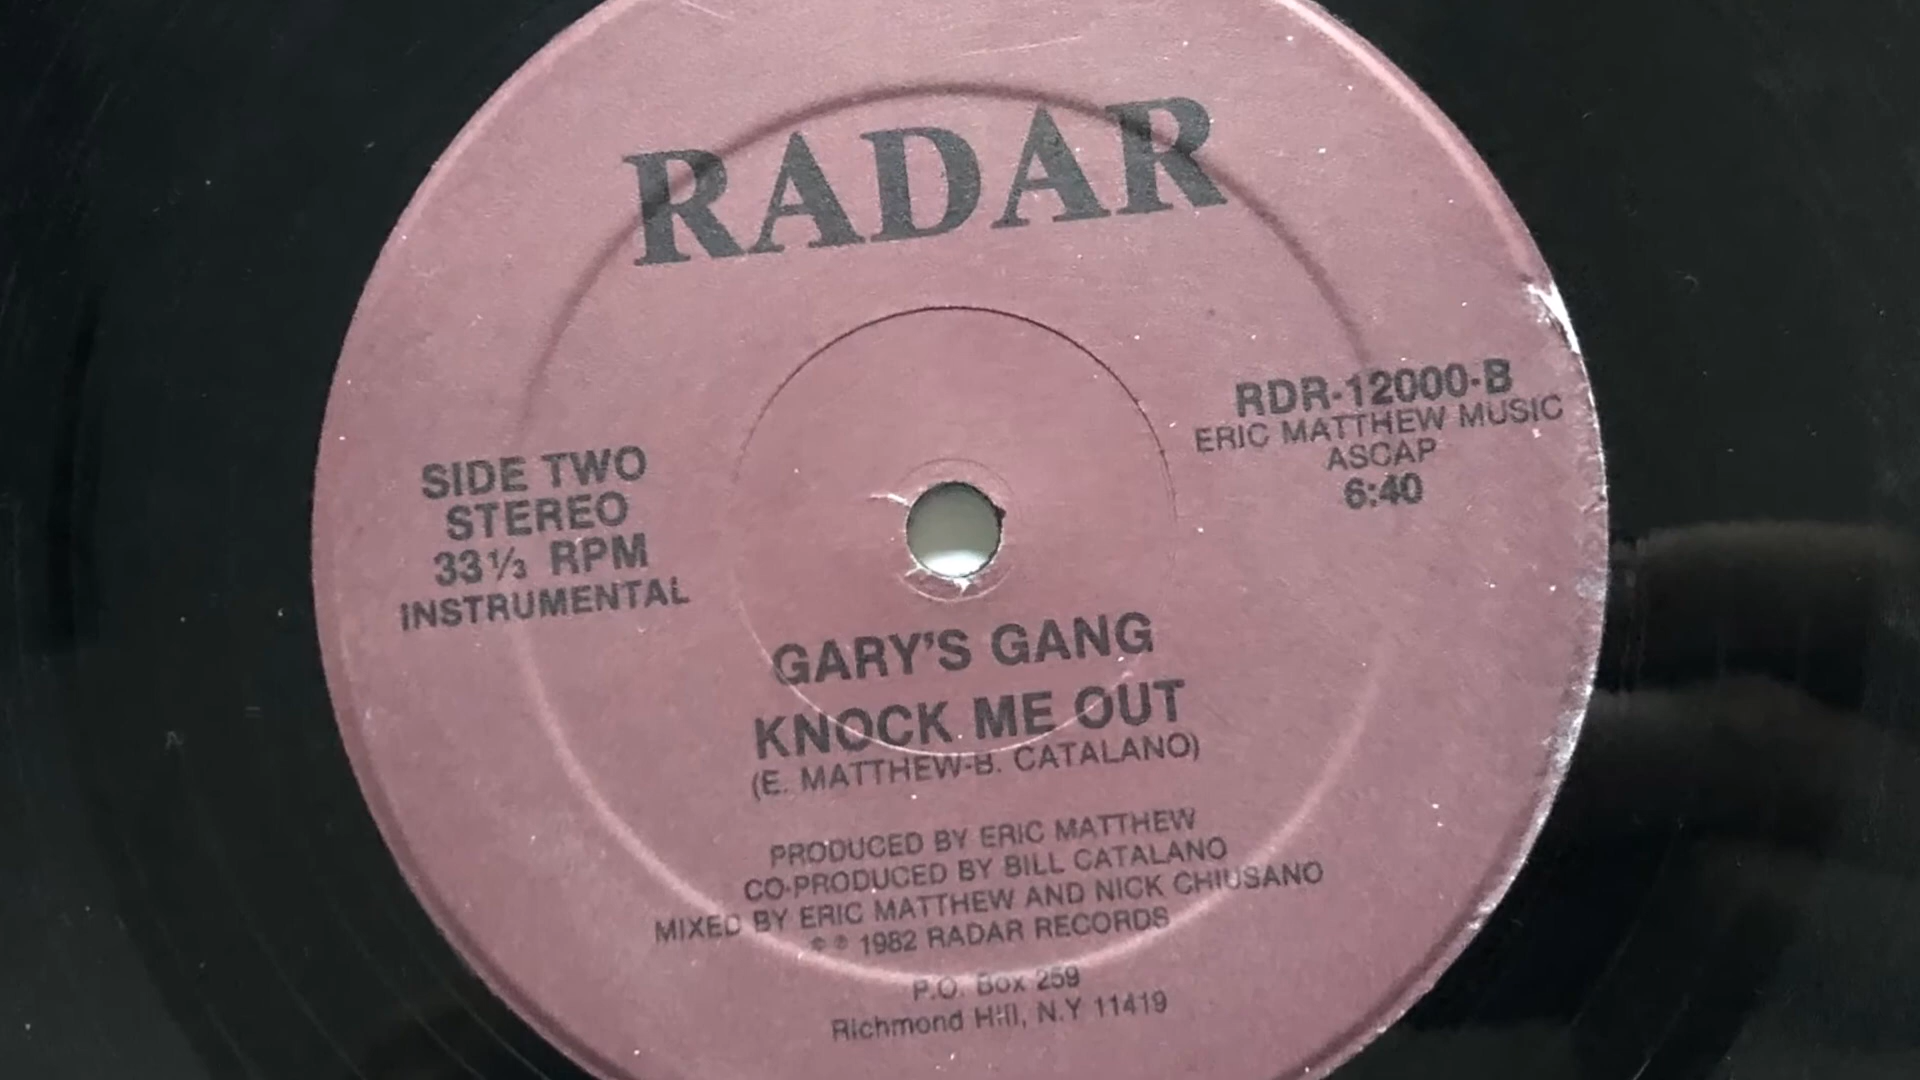 RADAR
SIDE TWO
STEREO
33⅓ RPM
INSTRUMENTAL
RDR-12000-B
ERIC MATTHEW MUSIC
ASCAP
6:40
GARY'S GANG
KNOCK ME OUT
(E. MATTHEW-B. CATALANO)
PRODUCED BY ERIC MATTHEW
CO-PRODUCED BY BILL CATALANO
MIXED BY ERIC MATTHEW AND NICK CHIUSANO
© ℗ 1982 RADAR RECORDS
P.O. Box 259
Richmond Hill, N.Y 11419